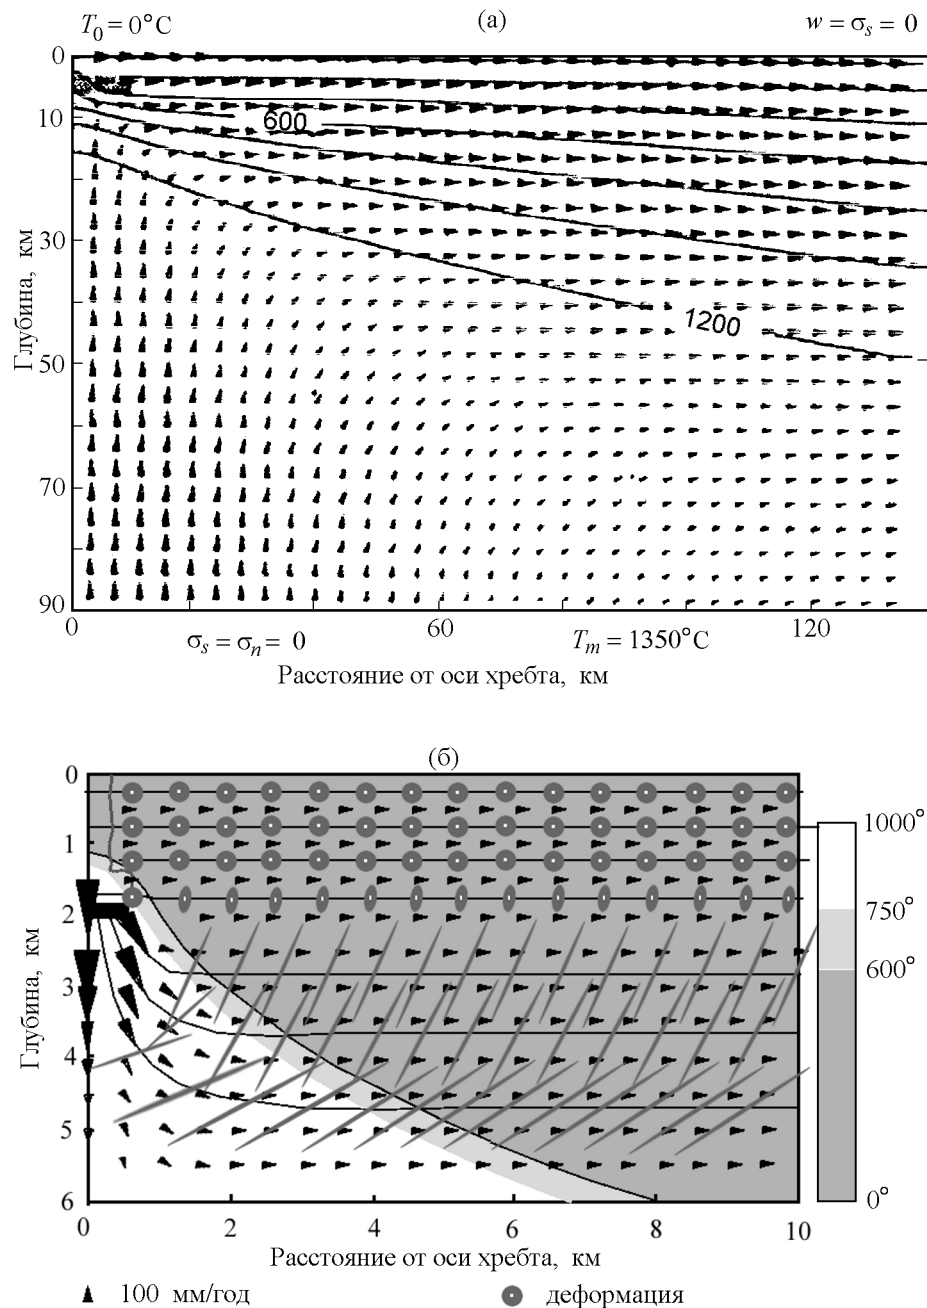 (а)
T₀ = 0°C
w = σₛ = 0
0
10
30
50
70
90
Глубина, км
600
1200
0
60
120
σₛ = σₙ = 0
Tₘ = 1350°C
Расстояние от оси хребта, км
(б)
0
1
2
3
4
5
6
Глубина, км
0
2
4
6
8
10
1000°
750°
600°
0°
Расстояние от оси хребта, км
100 мм/год
деформация